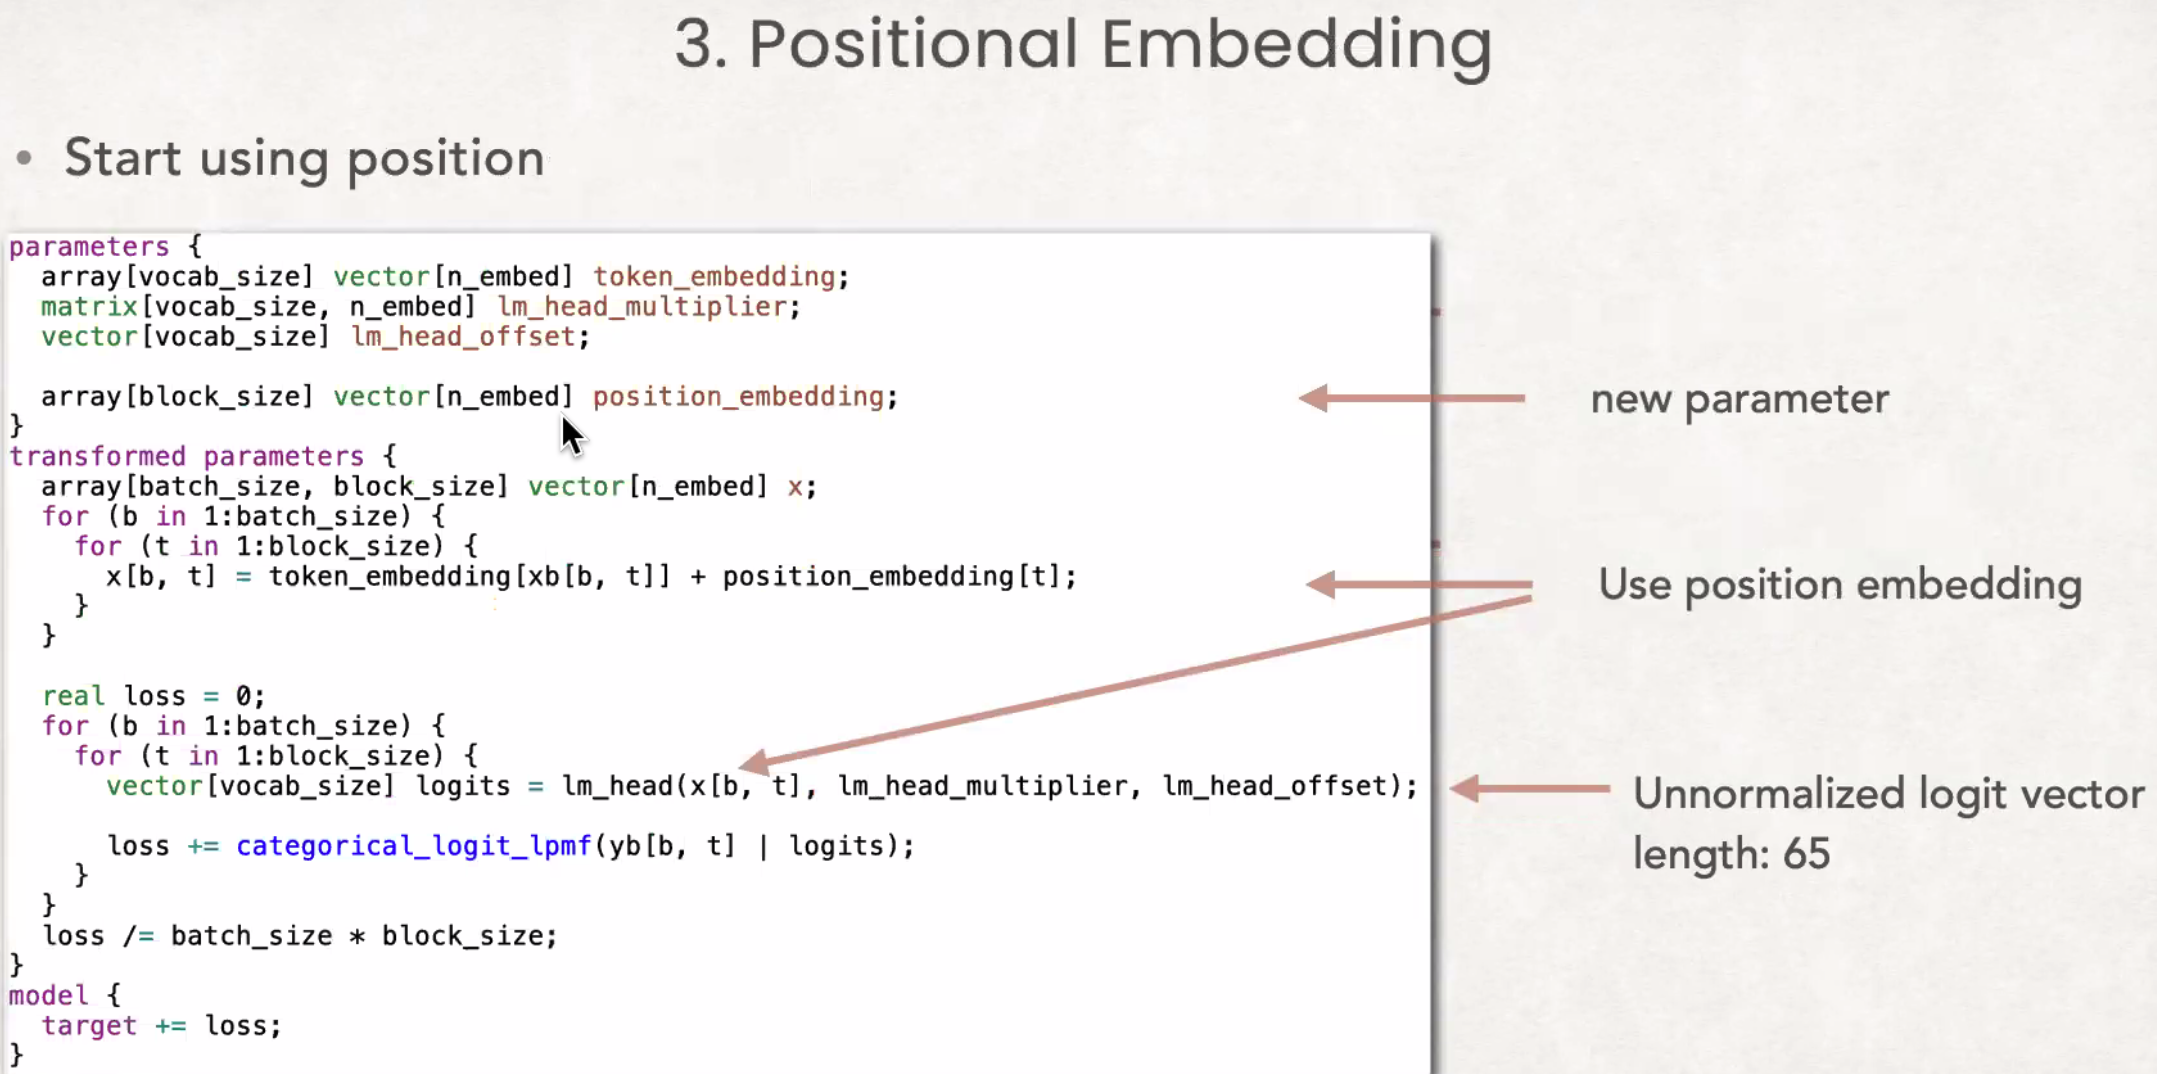 3. Positional Embedding
• Start using position
parameters {
  array[vocab_size] vector[n_embed] token_embedding;
  matrix[vocab_size, n_embed] lm_head_multiplier;
  vector[vocab_size] lm_head_offset;
  array[block_size] vector[n_embed] position_embedding;
new parameter
}
transformed parameters {
  array[batch_size, block_size] vector[n_embed] x;
  for (b in 1:batch_size) {
    for (t in 1:block_size) {
      x[b, t] = token_embedding[xb[b, t]] + position_embedding[t];
Use position embedding
    }
  }
  real loss = 0;
  for (b in 1:batch_size) {
    for (t in 1:block_size) {
      vector[vocab_size] logits = lm_head(x[b, t], lm_head_multiplier, lm_head_offset);
Unnormalized logit vector
length: 65
      loss += categorical_logit_lpmf(yb[b, t] | logits);
    }
  }
  loss /= batch_size * block_size;
}
model {
  target += loss;
}